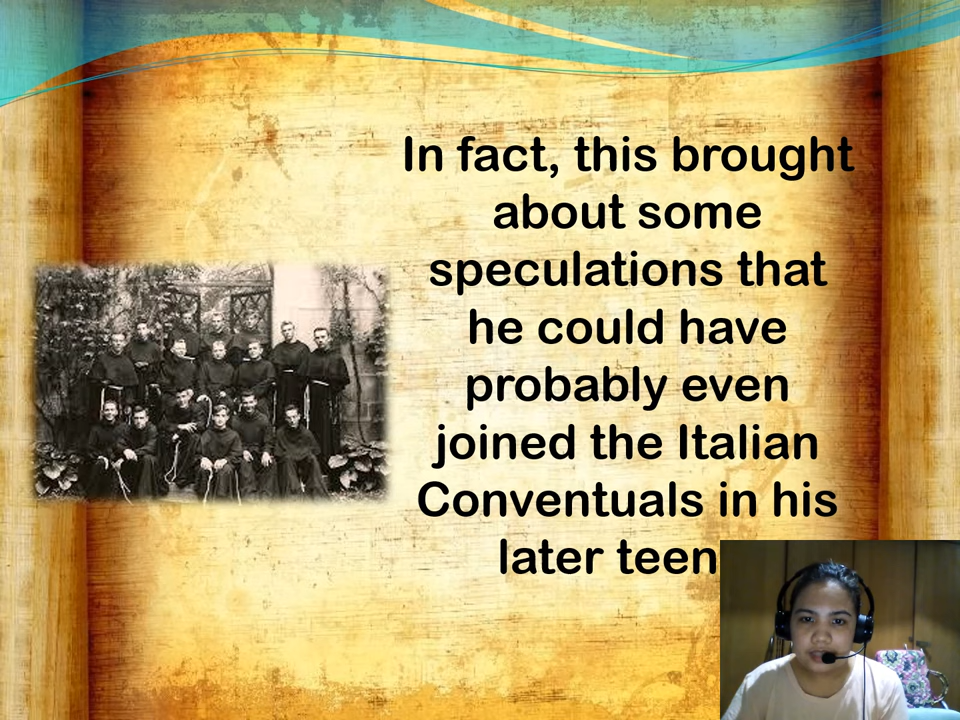 In fact, this brought
about some
speculations that
he could have
probably even
joined the Italian
Conventuals in his
later teen